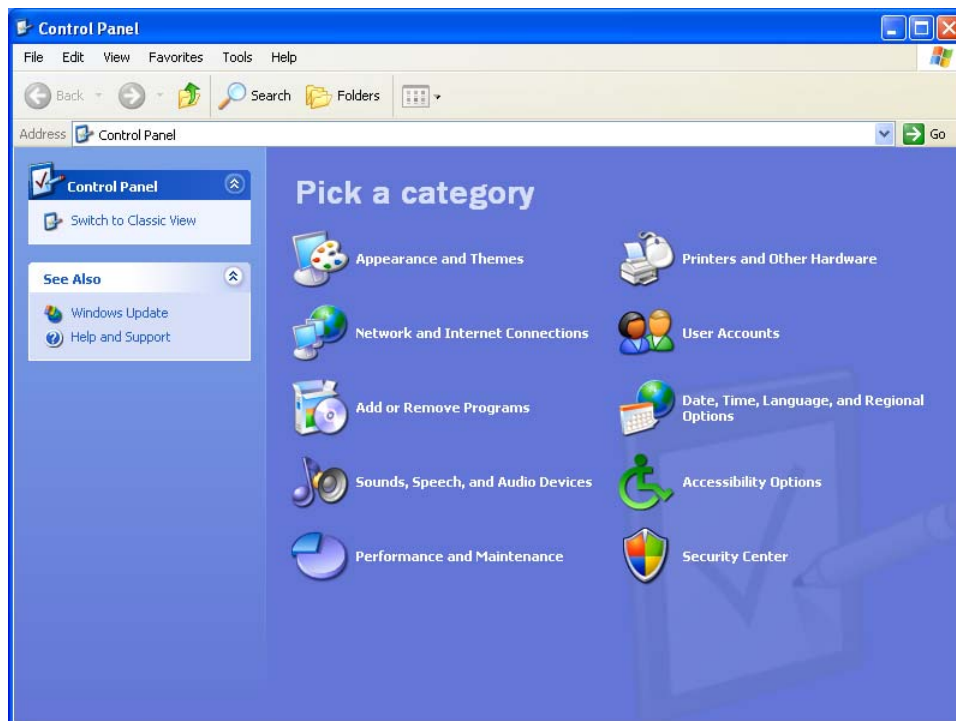 Control Panel
File Edit View Favorites Tools Help
Back Search Folders
Address Control Panel Go
Control Panel
Switch to Classic View
See Also
Windows Update
Help and Support
Pick a category
Appearance and Themes
Printers and Other Hardware
Network and Internet Connections
User Accounts
Add or Remove Programs
Date, Time, Language, and Regional
Options
Sounds, Speech, and Audio Devices
Accessibility Options
Performance and Maintenance
Security Center